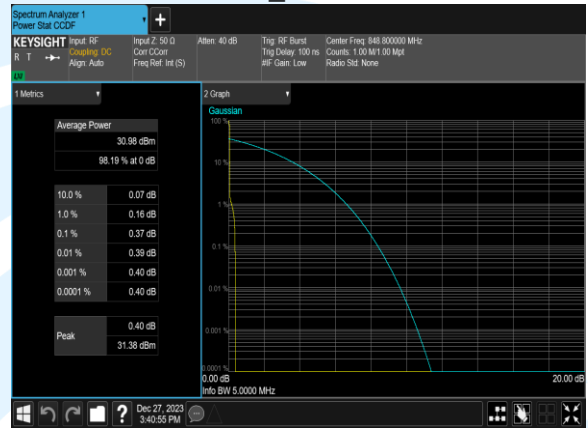 Spectrum Analyzer 1
Power Stat CCDF
KEYSIGHT
R T
LW
Input: RF
Coupling: DC
Align: Auto
Input Z: 50 Ω
Corr CCorr
Freq Ref: Int (S)
Atten: 40 dB
Trig: RF Burst
Trig Delay: 100 ns
#IF Gain: Low
Center Freq: 848.800000 MHz
Counts: 1.00 M/1.00 Mpt
Radio Std: None
1 Metrics
Average Power
30.98 dBm
98.19 % at 0 dB
10.0 % 0.07 dB
1.0 % 0.16 dB
0.1 % 0.37 dB
0.01 % 0.39 dB
0.001 % 0.40 dB
0.0001 % 0.40 dB
Peak
0.40 dB
31.38 dBm
2 Graph
Gaussian
100 %
10 %
1 %
0.1 %
0.01 %
0.001 %
0.0001 %
0.00 dB 20.00 dB
Info BW 5.0000 MHz
?
Dec 27, 2023
3:40:55 PM